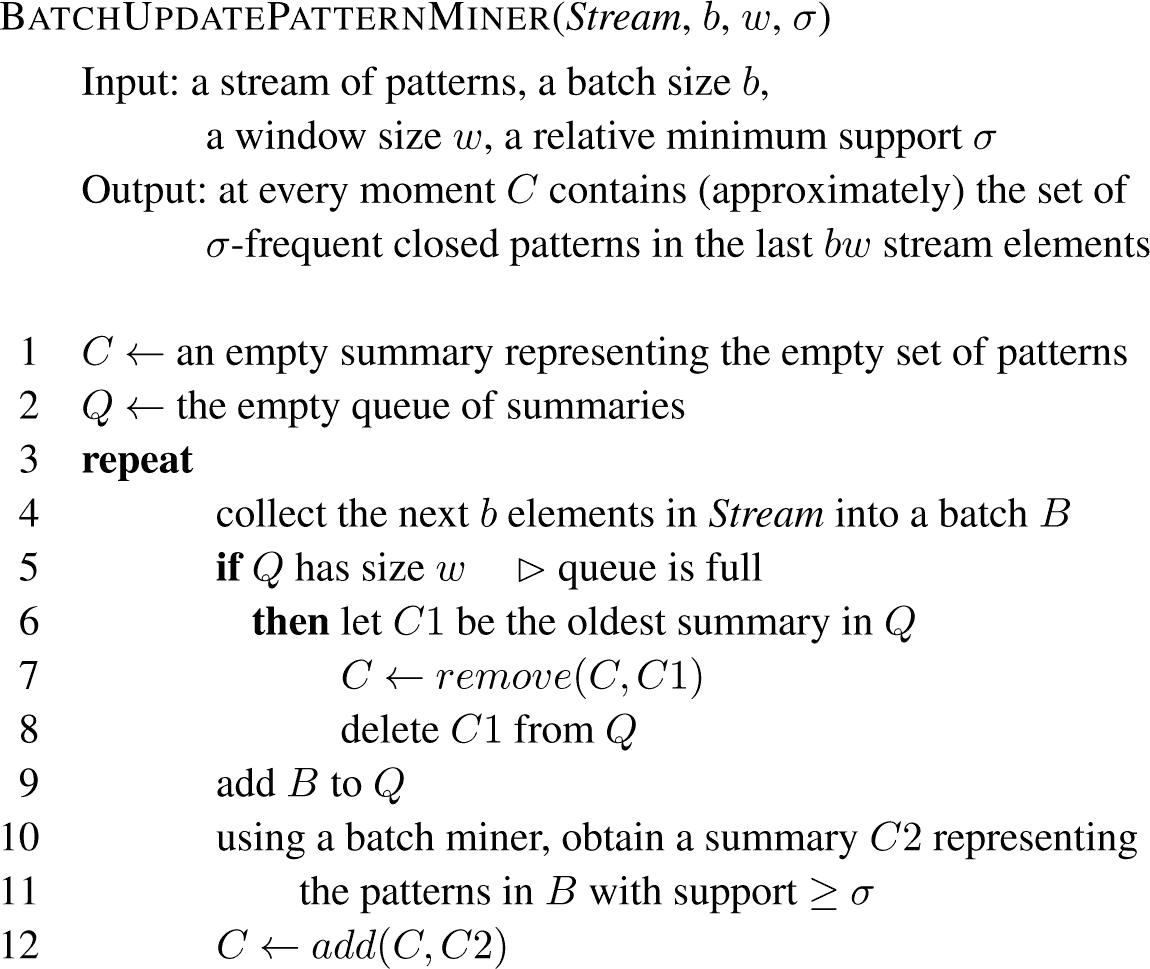 BATCHUPDATEPATTERNMINER(Stream, b, w, σ)
Input: a stream of patterns, a batch size b,
a window size w, a relative minimum support σ
Output: at every moment C contains (approximately) the set of
σ-frequent closed patterns in the last bw stream elements
1 C ← an empty summary representing the empty set of patterns
2 Q ← the empty queue of summaries
3 repeat
4 collect the next b elements in Stream into a batch B
5 if Q has size w ▷ queue is full
6 then let C1 be the oldest summary in Q
7 C ← remove(C, C1)
8 delete C1 from Q
9 add B to Q
10 using a batch miner, obtain a summary C2 representing
11 the patterns in B with support ≥ σ
12 C ← add(C, C2)